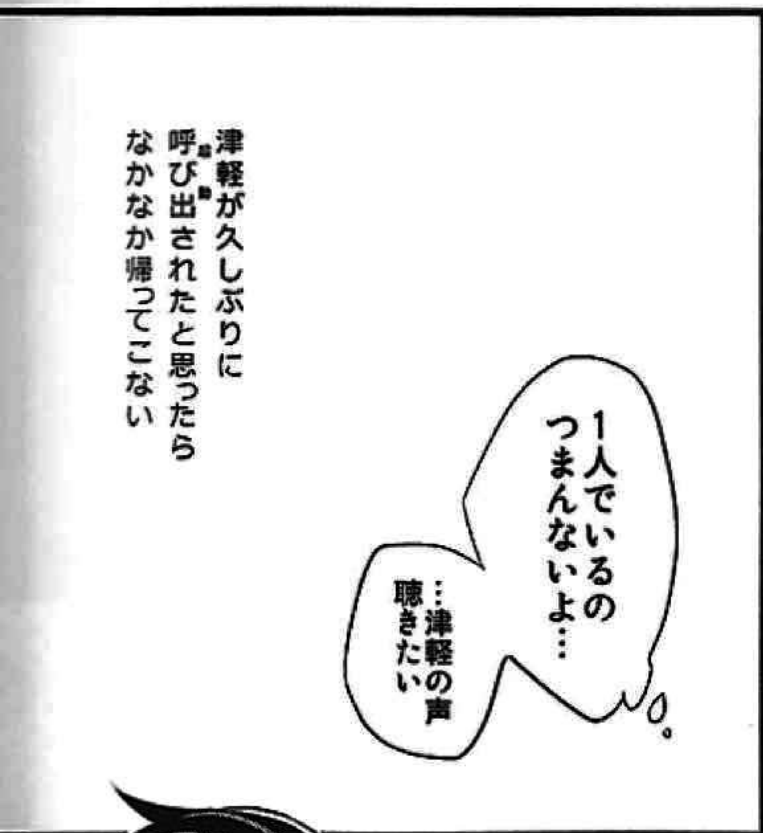 1人でいるの
つまんないよ…
…津軽の声
聴きたい
津軽が久しぶりに
呼び出されたと思ったら
なかなか帰ってこない